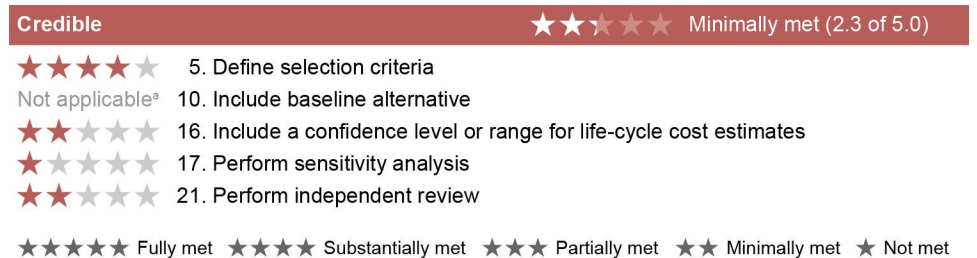 Credible Minimally met (2.3 of 5.0)
5. Define selection criteria
Not applicableᵃ 10. Include baseline alternative
16. Include a confidence level or range for life-cycle cost estimates
17. Perform sensitivity analysis
21. Perform independent review
Fully met Substantially met Partially met Minimally met Not met